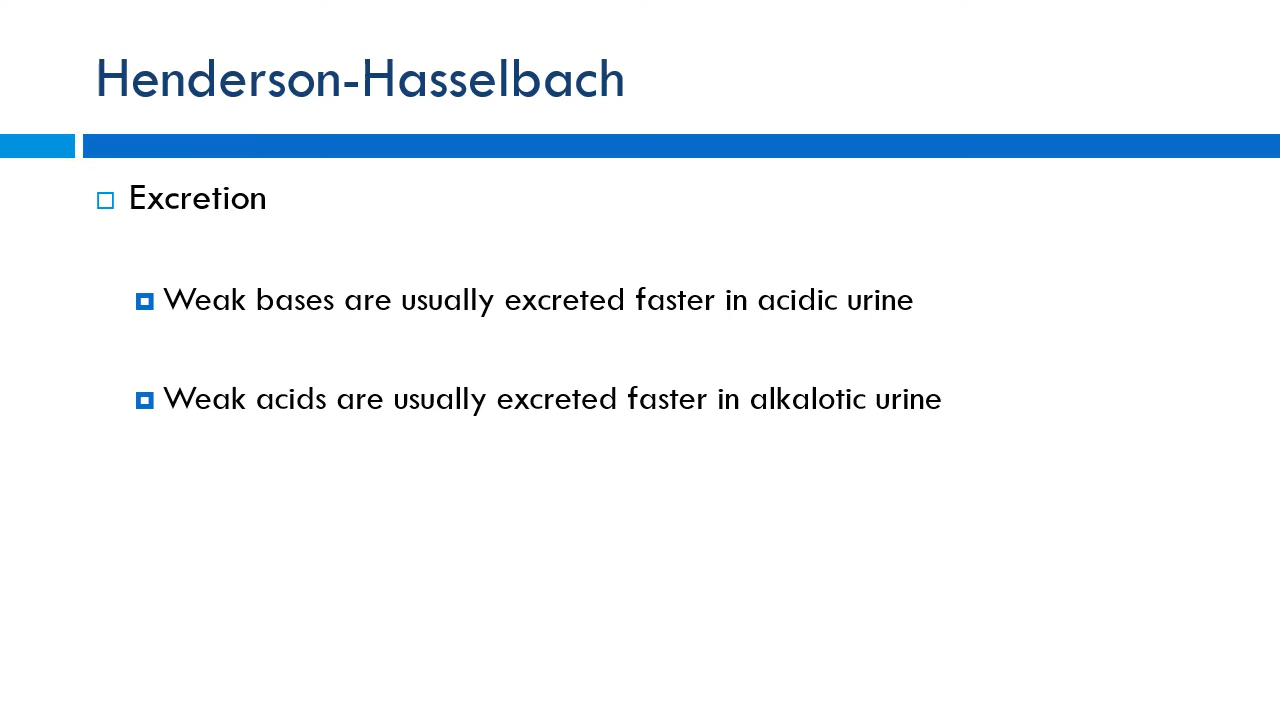 Henderson-Hasselbach
Excretion
Weak bases are usually excreted faster in acidic urine
Weak acids are usually excreted faster in alkalotic urine